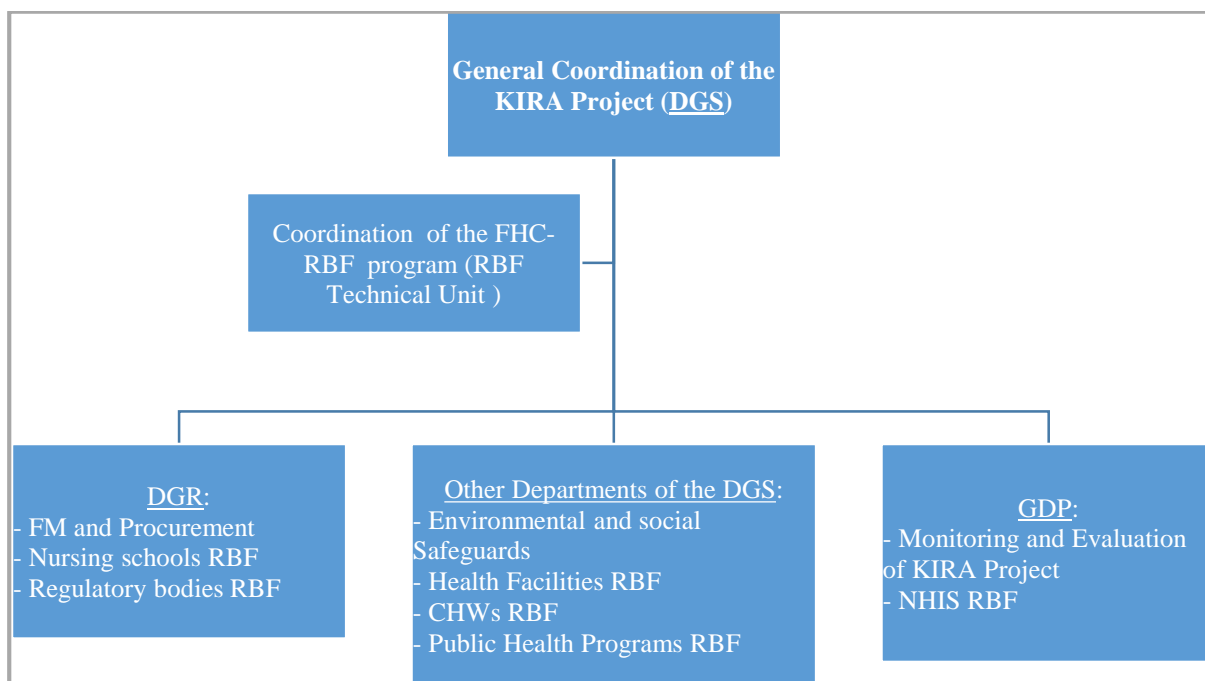 General Coordination of the
KIRA Project (DGS)
Coordination of the FHC-
RBF program (RBF
Technical Unit )
DGR:
- FM and Procurement
- Nursing schools RBF
- Regulatory bodies RBF
Other Departments of the DGS:
- Environmental and social
Safeguards
- Health Facilities RBF
- CHWs RBF
- Public Health Programs RBF
GDP:
- Monitoring and Evaluation
of KIRA Project
- NHIS RBF